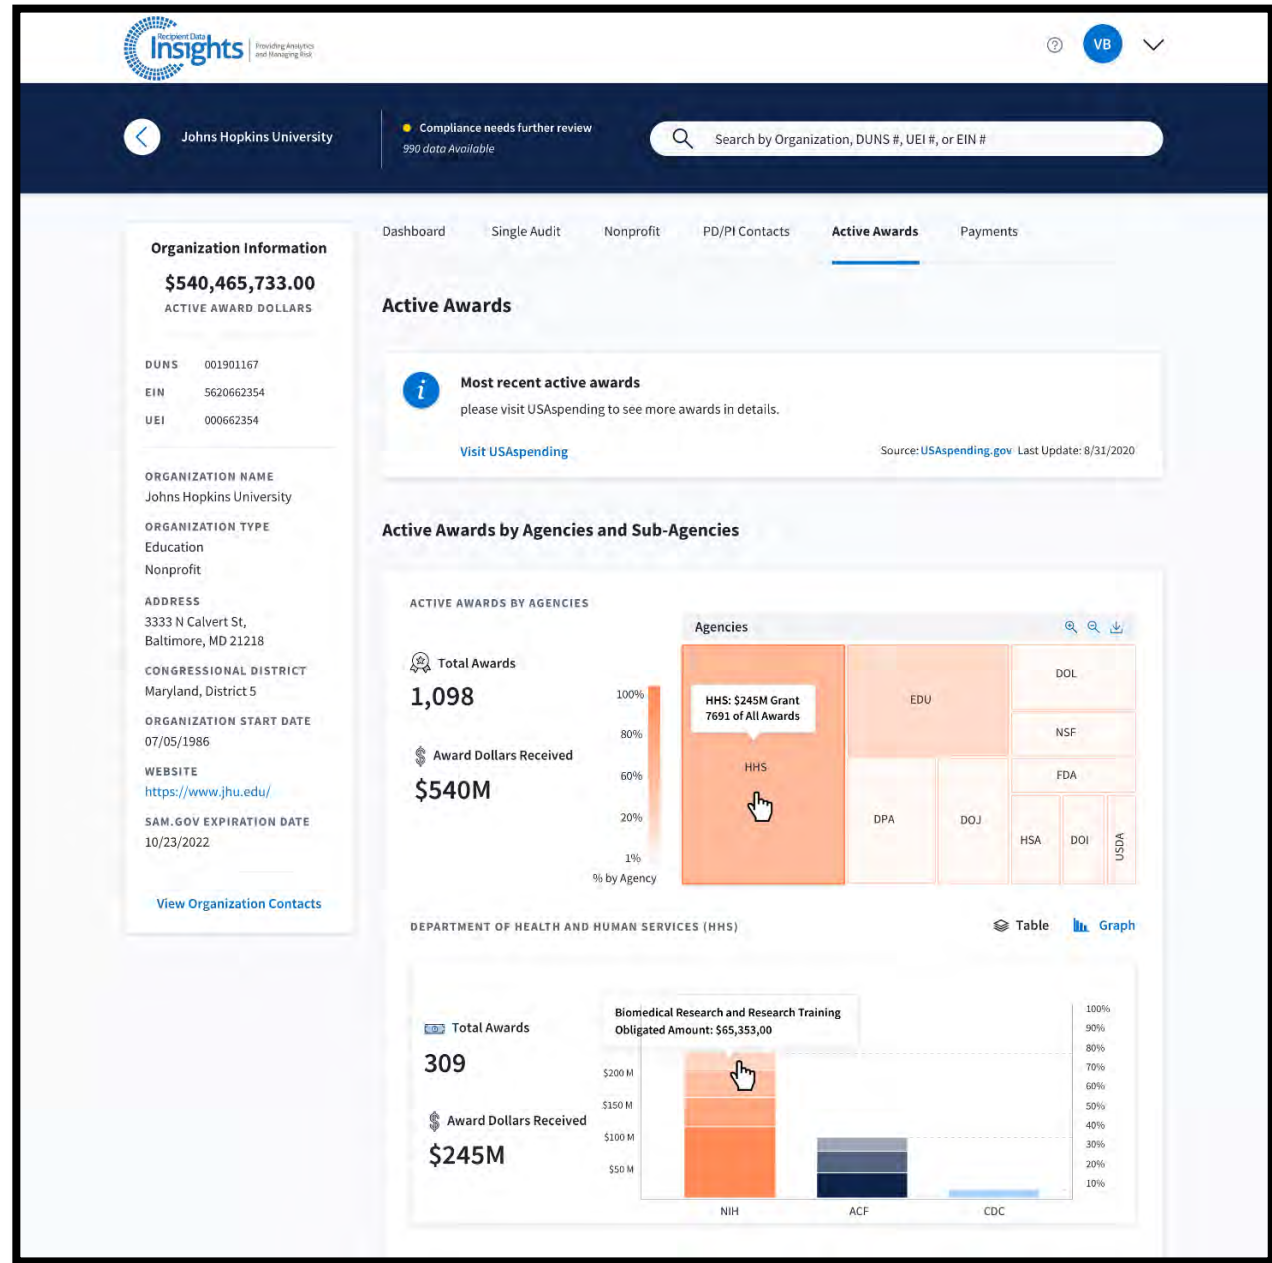 Recipient Data
Insights
Providing Analytics
and Managing Risk
VB
Johns Hopkins University
Compliance needs further review
990 data Available
Search by Organization, DUNS #, UEI #, or EIN #
Organization Information
$540,465,733.00
ACTIVE AWARD DOLLARS
DUNS 001901167
EIN 5620662354
UEI 000662354
ORGANIZATION NAME
Johns Hopkins University
ORGANIZATION TYPE
Education
Nonprofit
ADDRESS
3333 N Calvert St,
Baltimore, MD 21218
CONGRESSIONAL DISTRICT
Maryland, District 5
ORGANIZATION START DATE
07/05/1986
WEBSITE
https://www.jhu.edu/
SAM.GOV EXPIRATION DATE
10/23/2022
View Organization Contacts
Dashboard Single Audit Nonprofit PD/PI Contacts Active Awards Payments
Active Awards
i
Most recent active awards
please visit USAspending to see more awards in details.
Visit USAspending
Source: USAspending.gov Last Update: 8/31/2020
Active Awards by Agencies and Sub-Agencies
ACTIVE AWARDS BY AGENCIES
Total Awards
1,098
Award Dollars Received
$540M
100%
80%
60%
20%
1%
% by Agency
Agencies
HHS: $245M Grant
7691 of All Awards
HHS
EDU
DOL
NSF
FDA
DPA
DOJ
HSA
DOI
USDA
DEPARTMENT OF HEALTH AND HUMAN SERVICES (HHS)
Table
Graph
Total Awards
309
Award Dollars Received
$245M
Biomedical Research and Research Training
Obligated Amount: $65,353,00
$200 M
$150 M
$100 M
$50 M
100%
90%
80%
70%
60%
50%
40%
30%
20%
10%
NIH
ACF
CDC